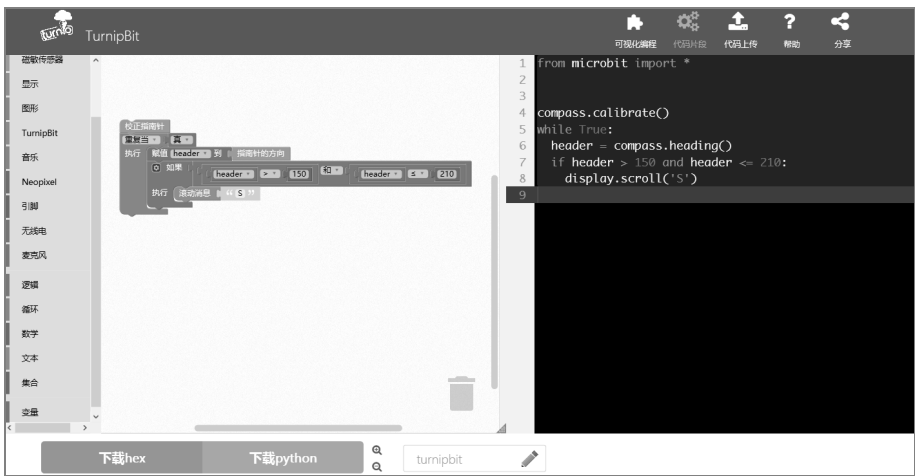 turnip
TurnipBit
可视化编程
代码片段
代码上传
帮助
分享
磁敏传感器
显示
图形
TurnipBit
音乐
Neopixel
引脚
无线电
麦克风
逻辑
循环
数学
文本
集合
变量
校正指南针
重复当 真
执行 赋值 header 到 指南针的方向
如果 header > 150 和 header ≤ 210
执行 滚动消息 “ S ”
1 from microbit import *
2
3
4 compass.calibrate()
5 while True:
6 header = compass.heading()
7 if header > 150 and header <= 210:
8 display.scroll('S')
9
下载hex
下载python
turnipbit